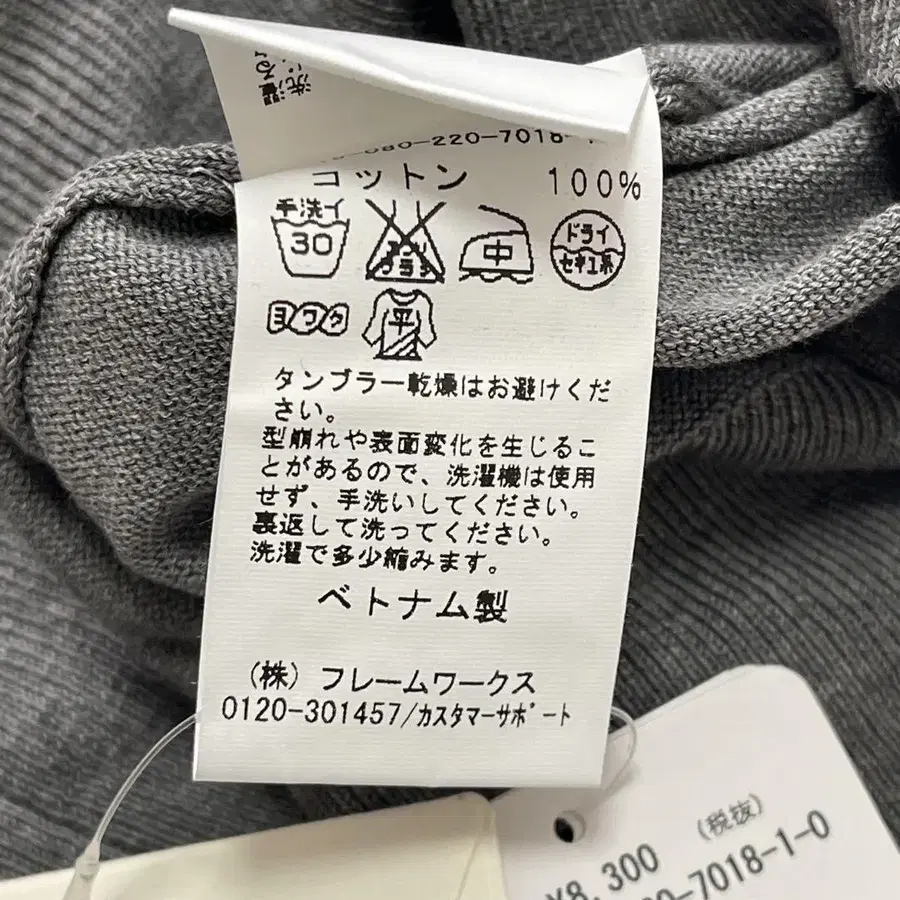 -080-220-7018-
コットン 100%
手洗イ
30
中
ドライ
セキユ系
ヨワク
平
タンブラー乾燥はお避けくだ
さい。
型崩れや表面変化を生じるこ
とがあるので、洗濯機は使用
せず、手洗いしてください。
裏返して洗ってください。
洗濯で多少縮みます。
ベトナム製
(株) フレームワークス
0120-301457/カスタマーサポート
(税抜)
¥8,300
0-7018-1-0